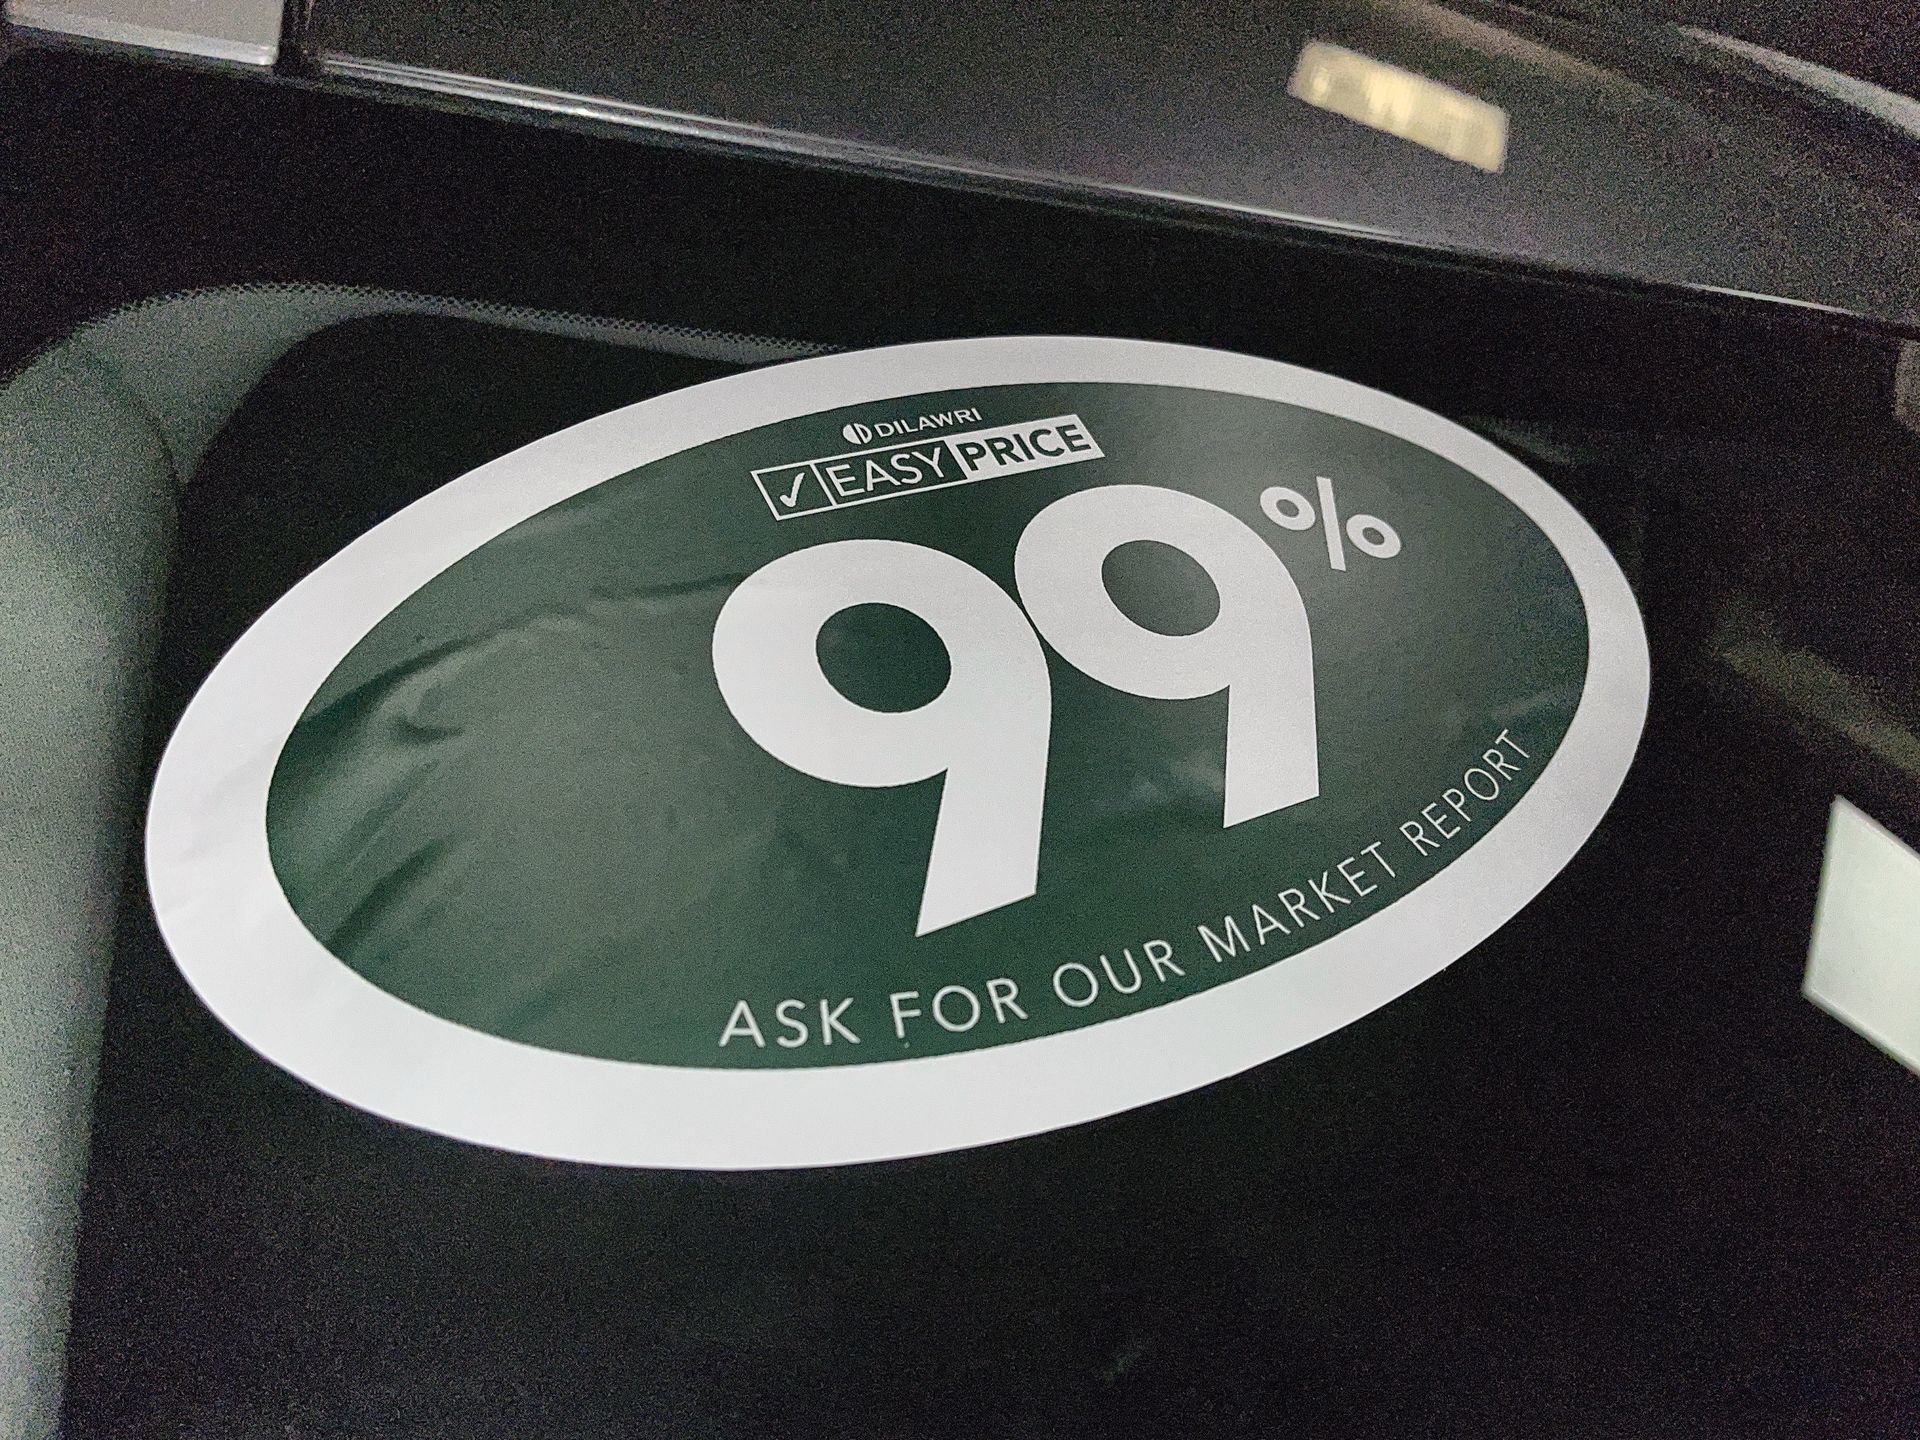 DILAWRI
✓ EASY PRICE
99%
ASK FOR OUR MARKET REPORT